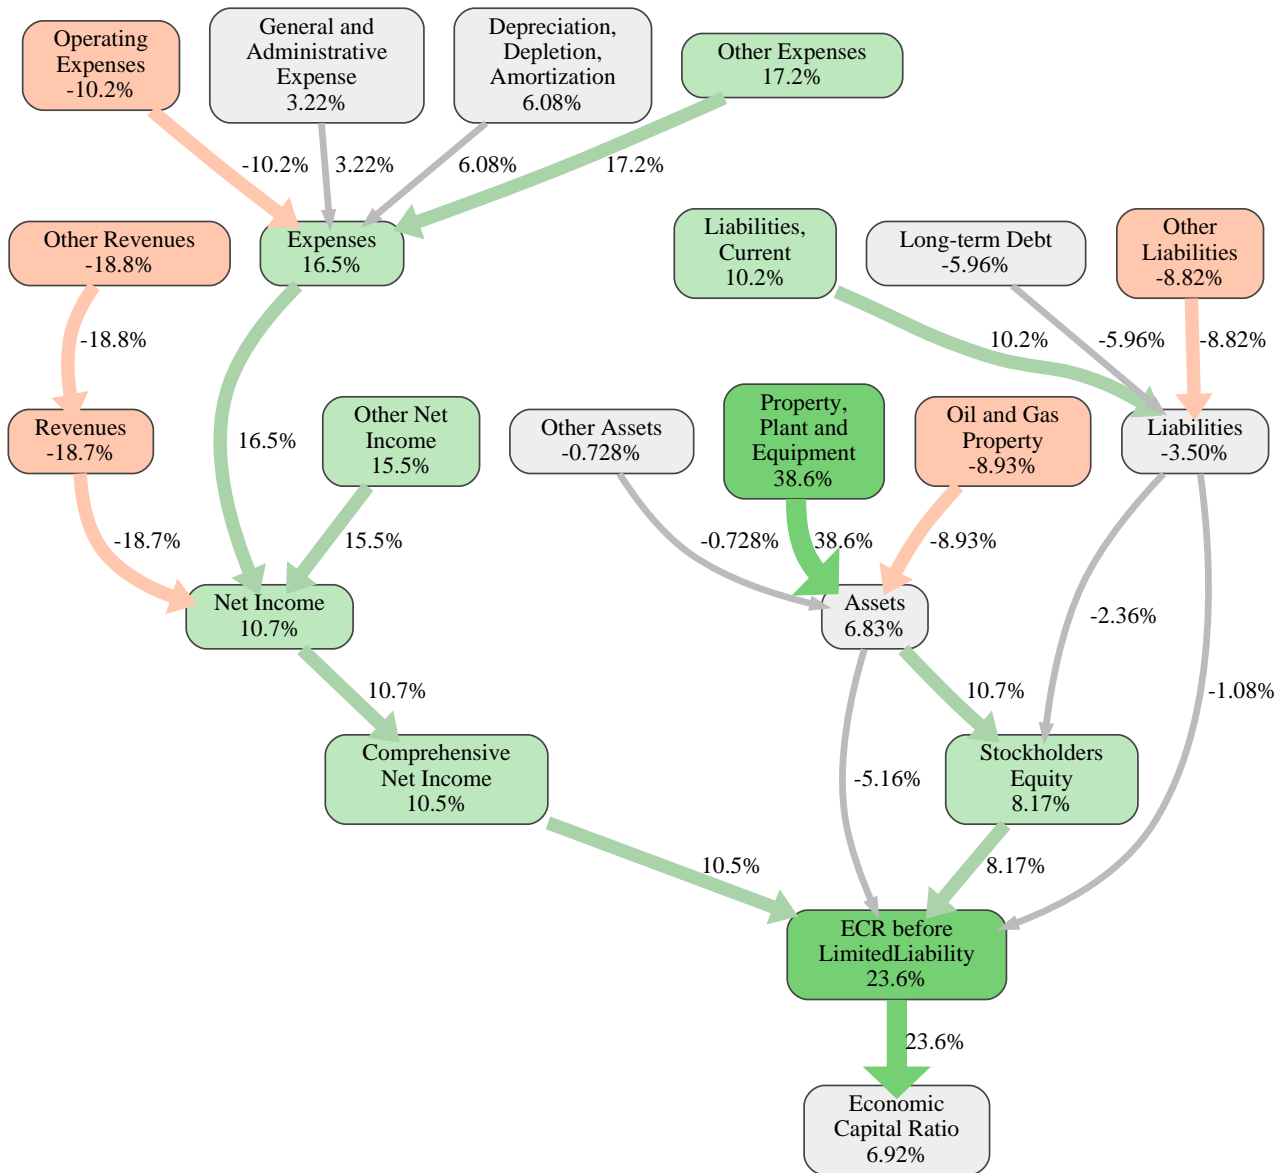 Operating
Expenses
-10.2%
General and
Administrative
Expense
3.22%
Depreciation,
Depletion,
Amortization
6.08%
Other Expenses
17.2%
-10.2%
3.22%
6.08%
17.2%
Other Revenues
-18.8%
Expenses
16.5%
Liabilities,
Current
10.2%
Long-term Debt
-5.96%
Other
Liabilities
-8.82%
-18.8%
10.2%
-5.96%
-8.82%
Revenues
-18.7%
16.5%
Other Net
Income
15.5%
Other Assets
-0.728%
Property,
Plant and
Equipment
38.6%
Oil and Gas
Property
-8.93%
Liabilities
-3.50%
-18.7%
15.5%
-0.728%
38.6%
-8.93%
Net Income
10.7%
Assets
6.83%
-2.36%
-1.08%
10.7%
10.7%
Comprehensive
Net Income
10.5%
-5.16%
Stockholders
Equity
8.17%
10.5%
8.17%
ECR before
LimitedLiability
23.6%
23.6%
Economic
Capital Ratio
6.92%